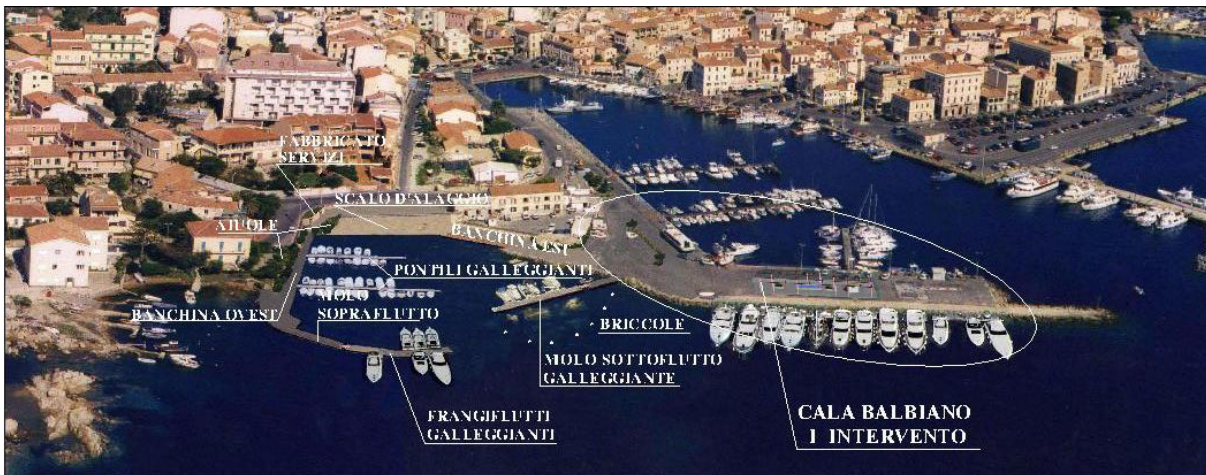 FABBRICATO
SERVIZI
SCALO D'ALAGGIO
AIUOLE
BANCHINA EST
PONTILI GALLEGGIANTI
BANCHINA OVEST
MOLO
SOPRAFLUTTO
BRICCOLE
MOLO SOTTOFLUTTO
GALLEGGIANTE
FRANGIFLUTTI
GALLEGGIANTI
CALA BALBIANO
I INTERVENTO